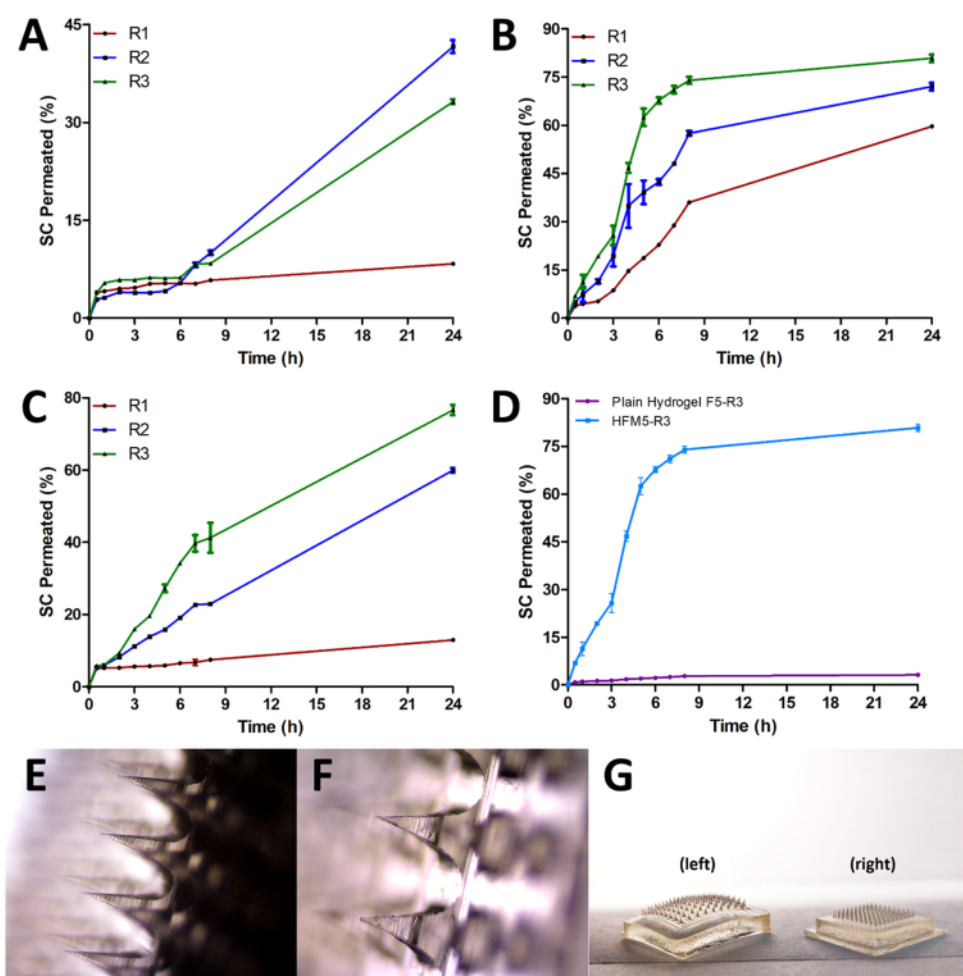 A
R1
R2
R3
SC Permeated (%)
45
30
15
0
0 3 6 9 12 15 18 21 24
Time (h)
B
R1
R2
R3
SC Permeated (%)
90
75
60
45
30
15
0
0 3 6 9 12 15 18 21 24
Time (h)
C
R1
R2
R3
SC Permeated (%)
80
60
40
20
0
0 3 6 9 12 15 18 21 24
Time (h)
D
Plain Hydrogel F5-R3
HFM5-R3
SC Permeated (%)
90
75
60
45
30
15
0
0 3 6 9 12 15 18 21 24
Time (h)
E
F
G
(left)
(right)